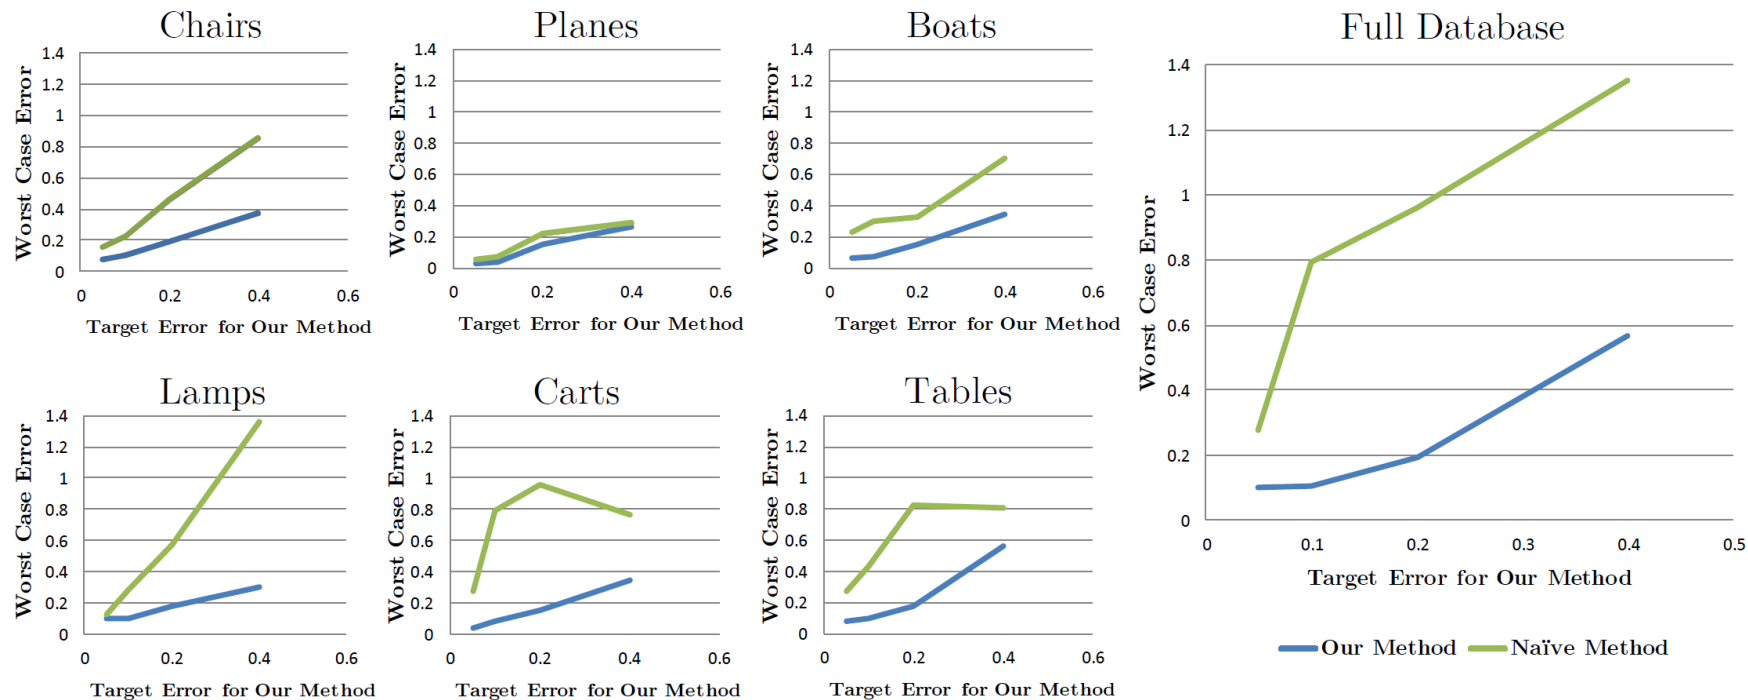 Chairs
1.4
1.2
1
0.8
0.6
0.4
0.2
0
0 0.2 0.4 0.6
Worst Case Error
Target Error for Our Method
Planes
1.4
1.2
1
0.8
0.6
0.4
0.2
0
0 0.2 0.4 0.6
Worst Case Error
Target Error for Our Method
Boats
1.4
1.2
1
0.8
0.6
0.4
0.2
0
0 0.2 0.4 0.6
Worst Case Error
Target Error for Our Method
Full Database
1.4
1.2
1
0.8
0.6
0.4
0.2
0
0 0.1 0.2 0.3 0.4 0.5
Worst Case Error
Target Error for Our Method
Lamps
1.4
1.2
1
0.8
0.6
0.4
0.2
0
0 0.2 0.4 0.6
Worst Case Error
Target Error for Our Method
Carts
1.4
1.2
1
0.8
0.6
0.4
0.2
0
0 0.2 0.4 0.6
Worst Case Error
Target Error for Our Method
Tables
1.4
1.2
1
0.8
0.6
0.4
0.2
0
0 0.2 0.4 0.6
Worst Case Error
Target Error for Our Method
Our Method Naïve Method